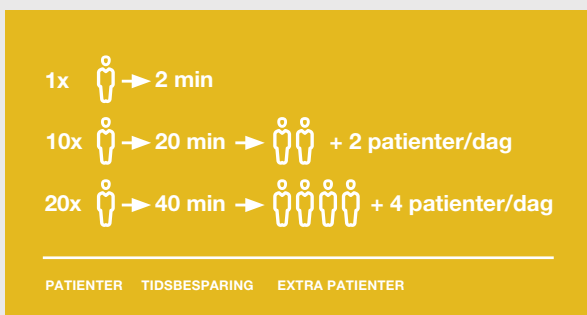 1x 2 min
10x 20 min + 2 patienter/dag
20x 40 min + 4 patienter/dag
PATIENTER TIDSBESPARING EXTRA PATIENTER